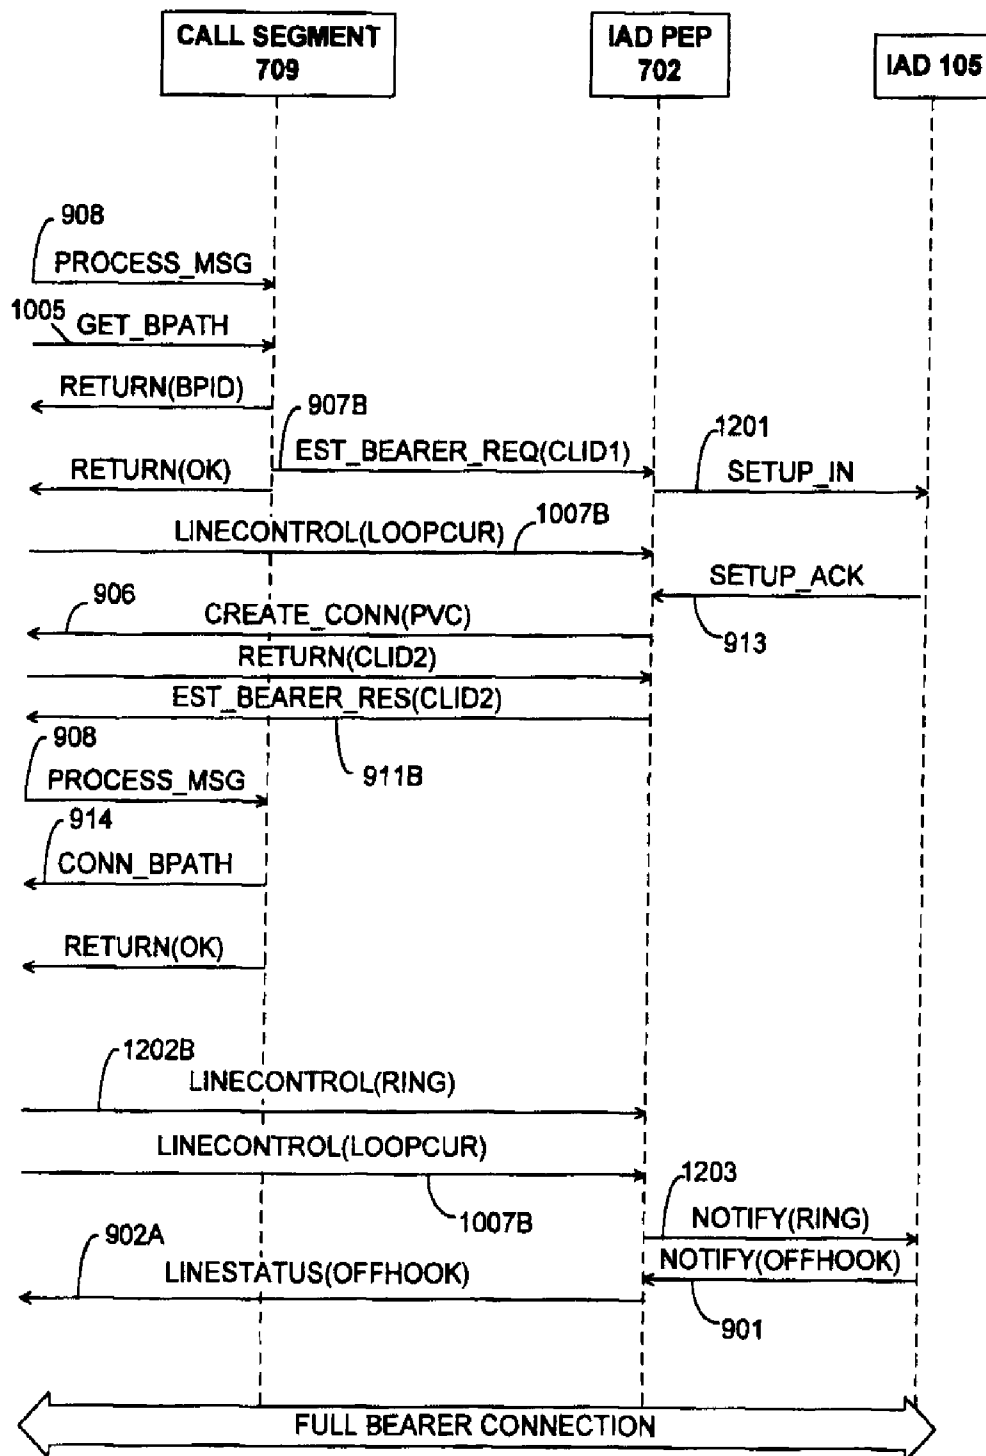 CALL SEGMENT
709
IAD PEP
702
IAD 105
908
PROCESS_MSG
1005
GET_BPATH
RETURN(BPID)
907B
EST_BEARER_REQ(CLID1)
1201
RETURN(OK)
SETUP_IN
LINECONTROL(LOOPCUR)
1007B
SETUP_ACK
906
CREATE_CONN(PVC)
913
RETURN(CLID2)
EST_BEARER_RES(CLID2)
908
911B
PROCESS_MSG
914
CONN_BPATH
RETURN(OK)
1202B
LINECONTROL(RING)
LINECONTROL(LOOPCUR)
1203
1007B
NOTIFY(RING)
902A
LINESTATUS(OFFHOOK)
NOTIFY(OFFHOOK)
901
FULL BEARER CONNECTION